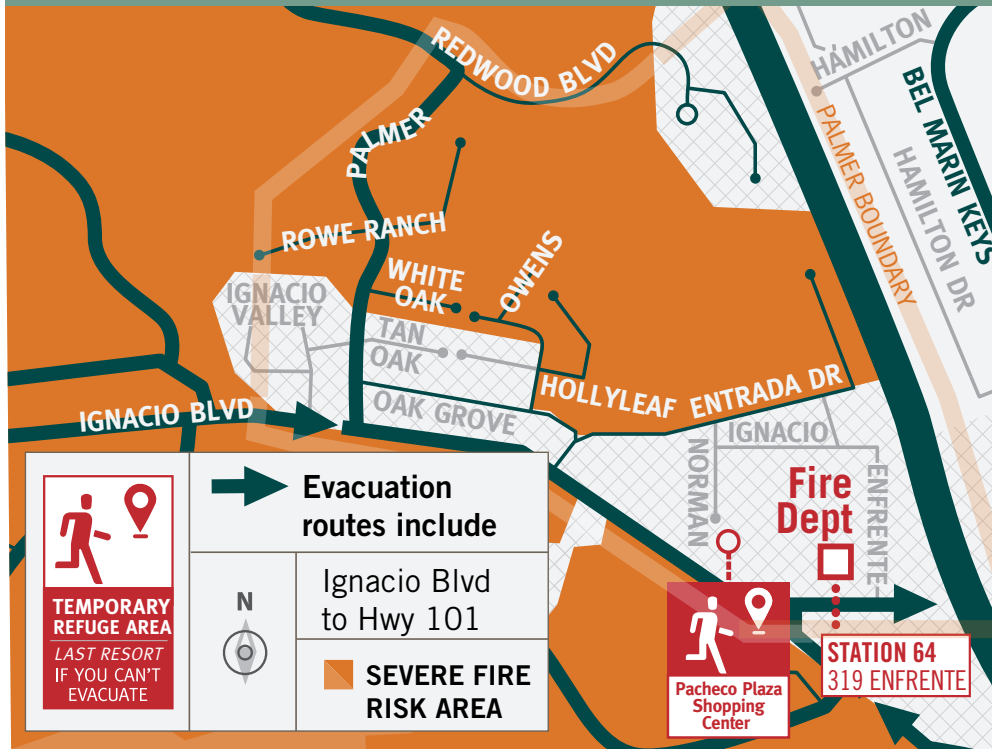 HAMILTON
REDWOOD BLVD
BEL MARIN KEYS
PALMER
PALMER BOUNDARY
HAMILTON DR
ROWE RANCH
OWENS
WHITE
OAK
IGNACIO
VALLEY
TAN
OAK
HOLLYLEAF
ENTRADA DR
IGNACIO BLVD
OAK GROVE
IGNACIO
NORMAN
ENFRENTE
Fire
Dept
Evacuation
routes include
Ignacio Blvd
to Hwy 101
N
SEVERE FIRE
RISK AREA
TEMPORARY
REFUGE AREA
LAST RESORT
IF YOU CAN'T
EVACUATE
Pacheco Plaza
Shopping
Center
STATION 64
319 ENFRENTE